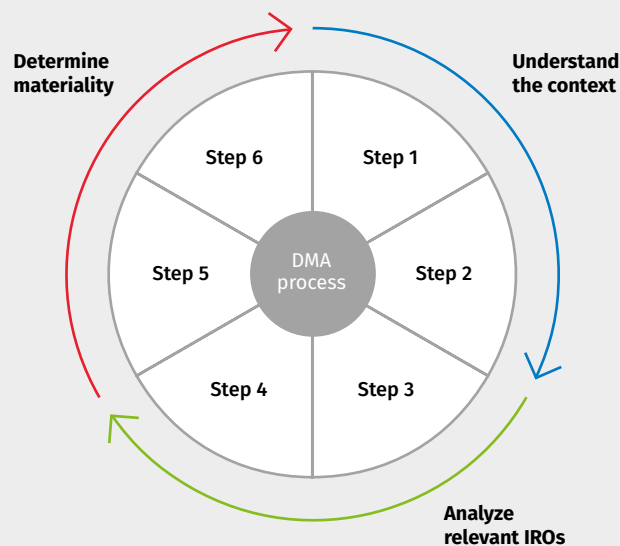 Determine
materiality
Understand
the context
Step 6
Step 1
DMA
process
Step 5
Step 2
Step 4
Step 3
Analyze
relevant IROs